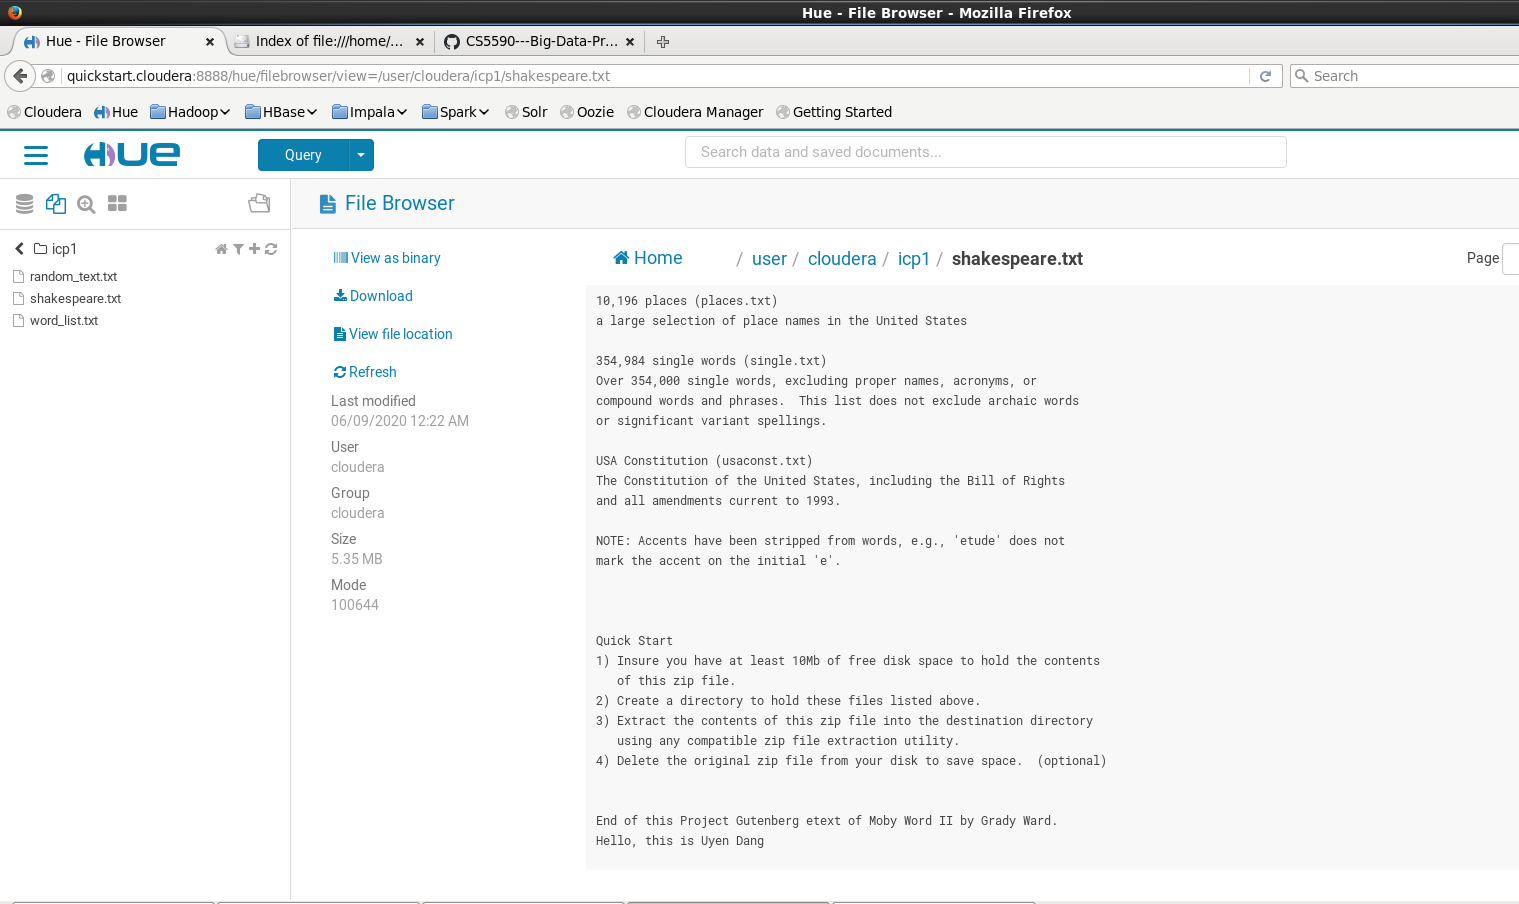 Hue - File Browser - Mozilla Firefox
Hue - File Browser
Index of file:///home/...
CS5590---Big-Data-Pr...
quickstart.cloudera:8888/hue/filebrowser/view=/user/cloudera/icp1/shakespeare.txt
Search
Cloudera Hue Hadoop HBase Impala Spark Solr Oozie Cloudera Manager Getting Started
HUE
Query
Search data and saved documents...
File Browser
icp1
random_text.txt
shakespeare.txt
word_list.txt
View as binary
Download
View file location
Refresh
Last modified
06/09/2020 12:22 AM
User
cloudera
Group
cloudera
Size
5.35 MB
Mode
100644
Home / user / cloudera / icp1 / shakespeare.txt
Page
10,196 places (places.txt)
a large selection of place names in the United States
354,984 single words (single.txt)
Over 354,000 single words, excluding proper names, acronyms, or
compound words and phrases.  This list does not exclude archaic words
or significant variant spellings.
USA Constitution (usaconst.txt)
The Constitution of the United States, including the Bill of Rights
and all amendments current to 1993.
NOTE: Accents have been stripped from words, e.g., 'etude' does not
mark the accent on the initial 'e'.
Quick Start
1) Insure you have at least 10Mb of free disk space to hold the contents
of this zip file.
2) Create a directory to hold these files listed above.
3) Extract the contents of this zip file into the destination directory
using any compatible zip file extraction utility.
4) Delete the original zip file from your disk to save space.  (optional)
End of this Project Gutenberg etext of Moby Word II by Grady Ward.
Hello, this is Uyen Dang